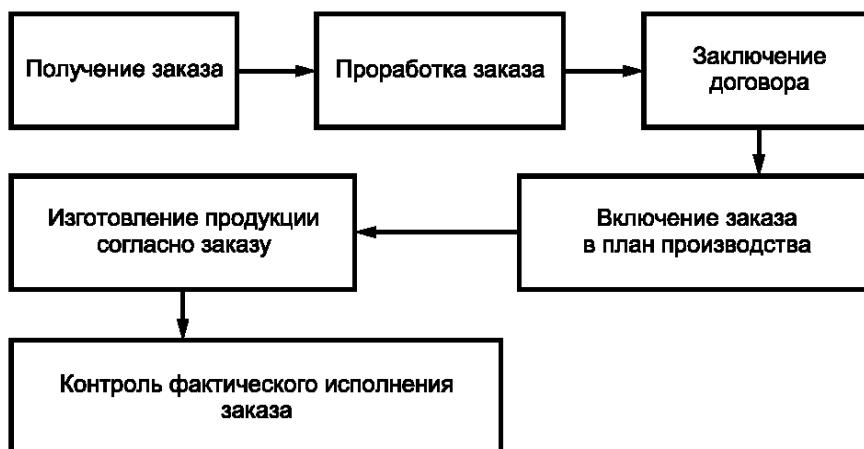 Получение заказа
Проработка заказа
Заключение
договора
Включение заказа
в план производства
Изготовление продукции
согласно заказу
Контроль фактического исполнения
заказа